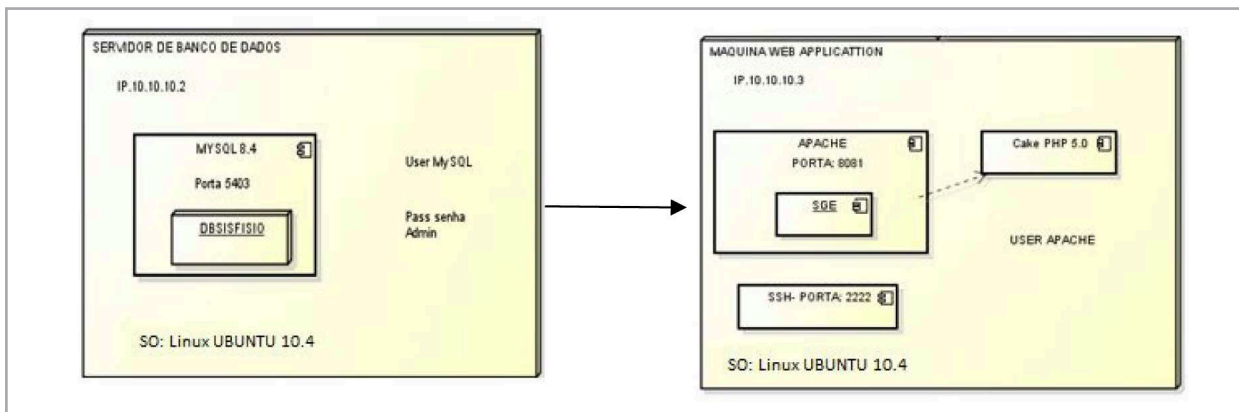 SERVIDOR DE BANCO DE DADOS
IP.10.10.10.2
MYSQL 8.4
Porta 5403
DBSISFISIO
User MySQL
Pass senha
Admin
SO: Linux UBUNTU 10.4
MAQUINA WEB APPLICATTION
IP.10.10.10.3
APACHE
PORTA: 8081
SGE
Cake PHP 5.0
USER APACHE
SSH- PORTA: 2222
SO: Linux UBUNTU 10.4